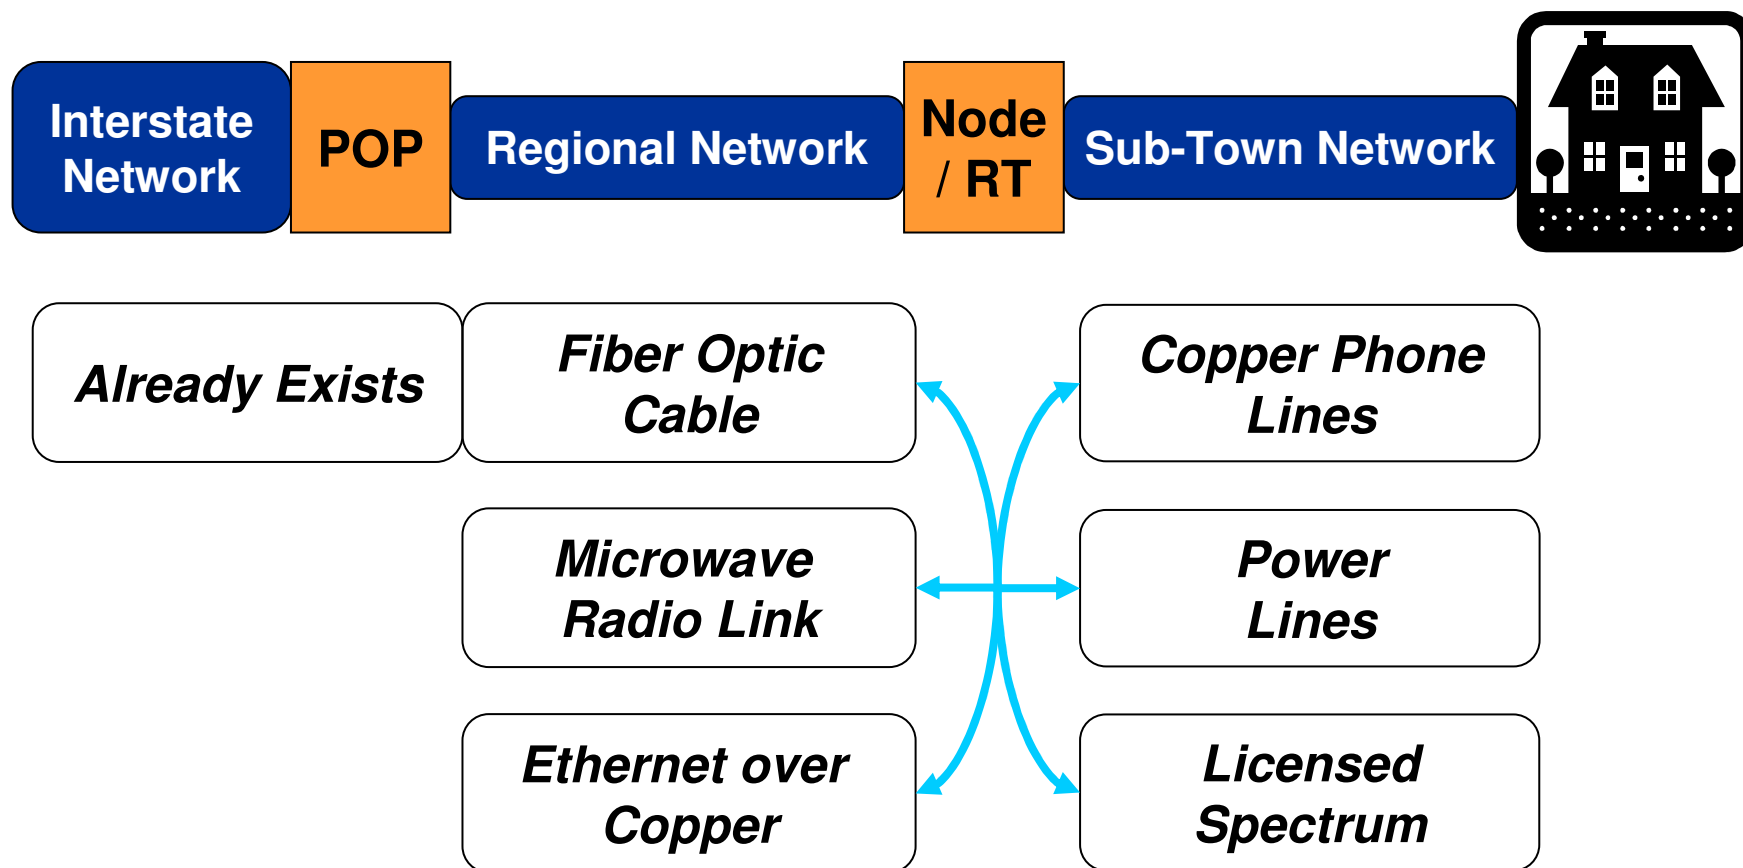 Interstate
Network
POP
Regional Network
Node
/ RT
Sub-Town Network
Already Exists
Fiber Optic
Cable
Copper Phone
Lines
Microwave
Radio Link
Power
Lines
Ethernet over
Copper
Licensed
Spectrum